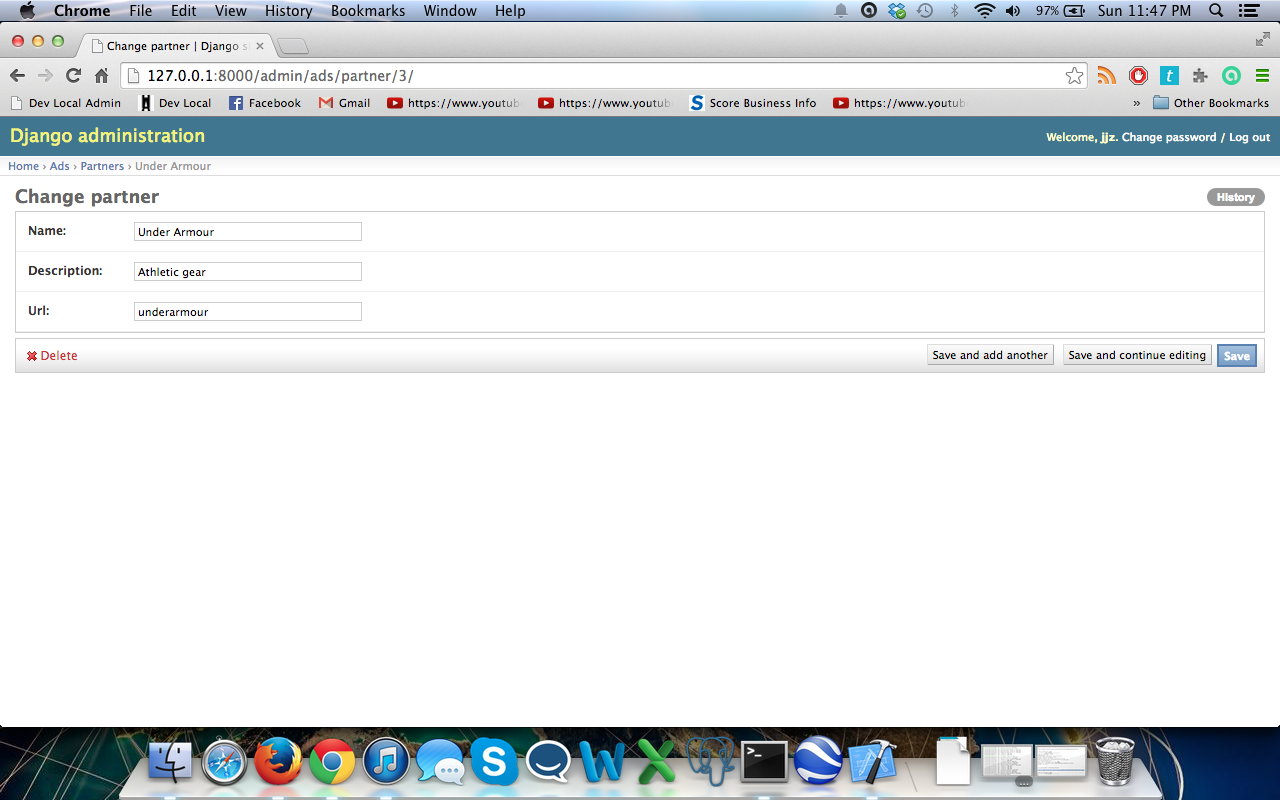 Chrome File Edit View History Bookmarks Window Help 97% Sun 11:47 PM
Change partner | Django s
127.0.0.1:8000/admin/ads/partner/3/
Dev Local Admin Dev Local Facebook Gmail https://www.youtub https://www.youtub Score Business Info https://www.youtub » Other Bookmarks
Django administration Welcome, jjz. Change password / Log out
Home › Ads › Partners › Under Armour
Change partner History
Name: Under Armour
Description: Athletic gear
Url: underarmour
Delete Save and add another Save and continue editing Save